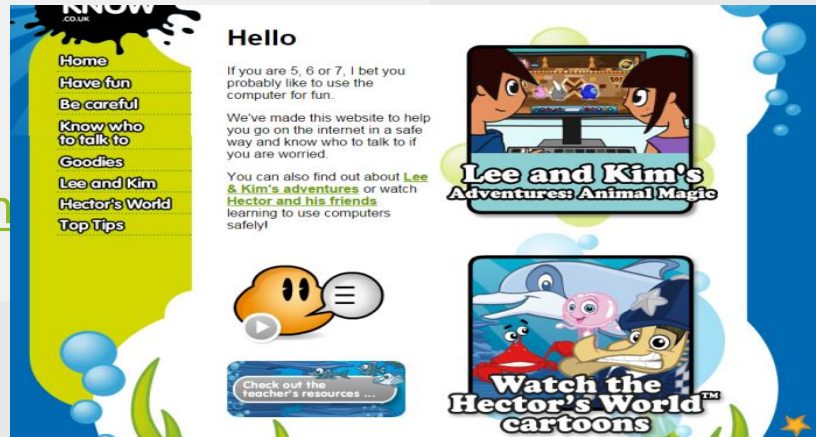 KNOW
.CO.UK
Home
Have fun
Be careful
Know who
to talk to
Goodies
Lee and Kim
Hector's World
Top Tips
Hello
If you are 5, 6 or 7, I bet you
probably like to use the
computer for fun.
We've made this website to help
you go on the internet in a safe
way and know who to talk to if
you are worried.
You can also find out about Lee
& Kim's adventures or watch
Hector and his friends
learning to use computers
safely!
Check out the
teacher's resources ...
Lee and Kim's
Adventures: Animal Magic
Watch the
Hector's World™
cartoons